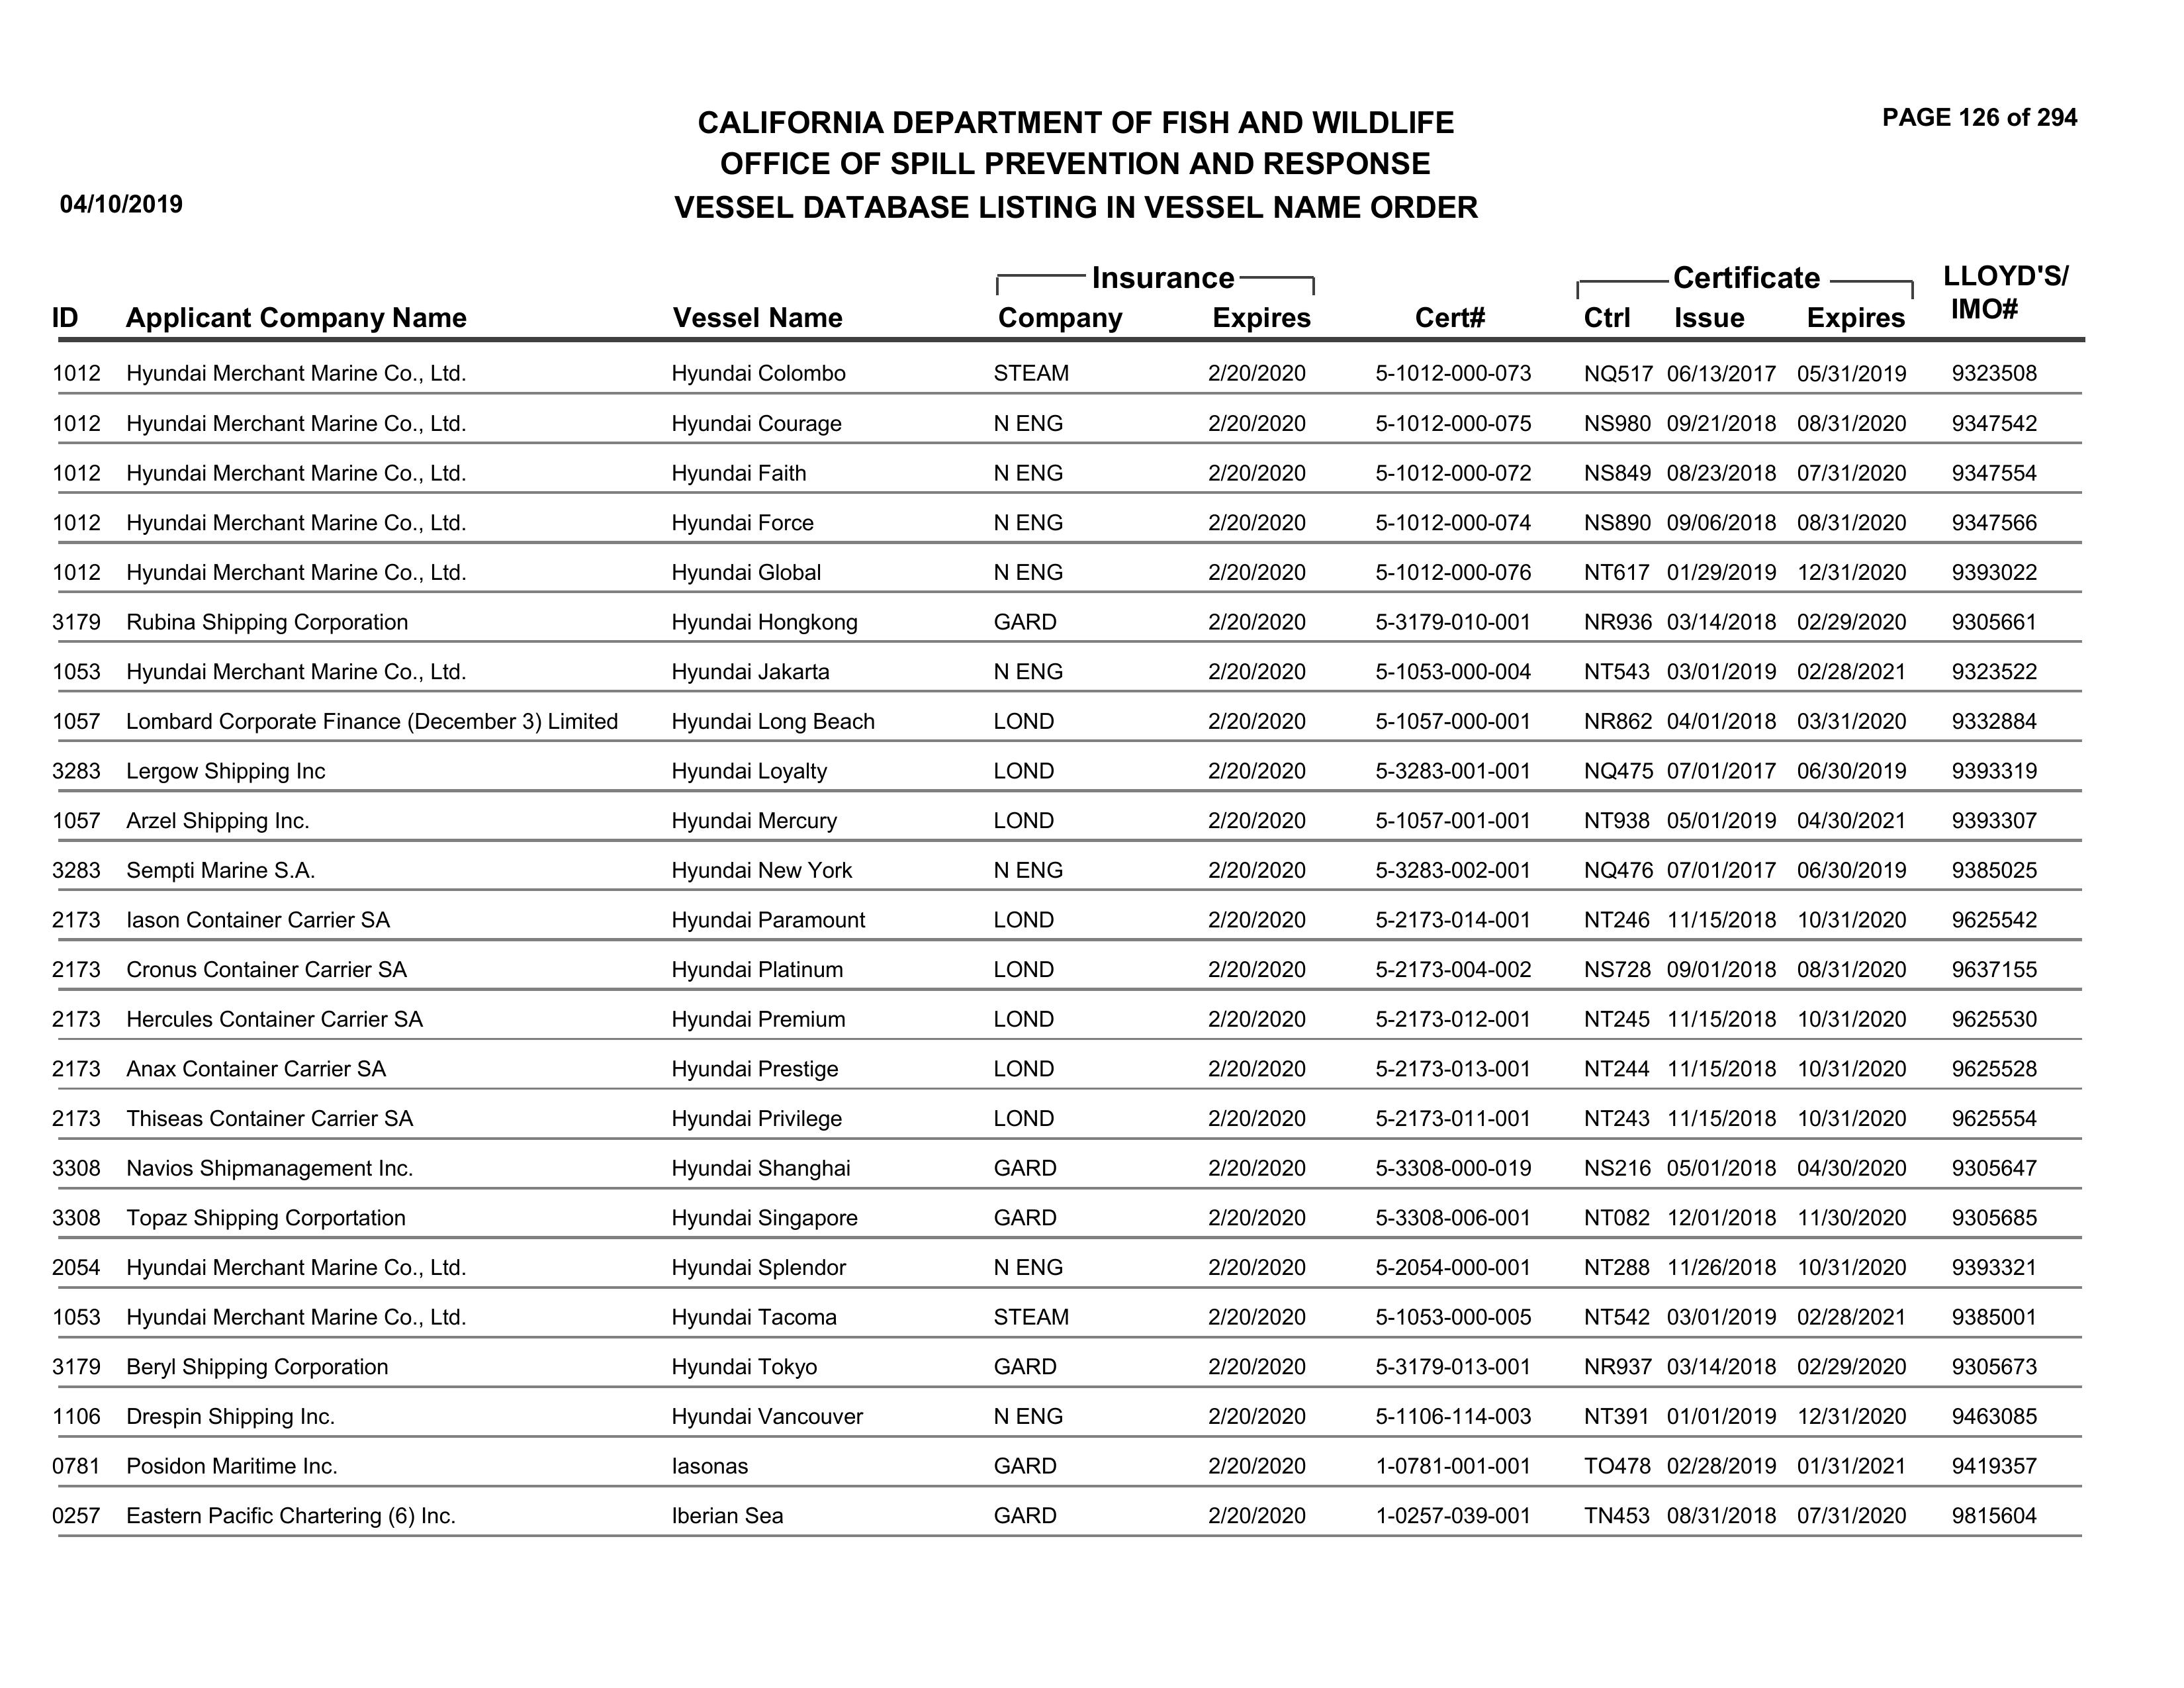 PAGE 126 of 294
CALIFORNIA DEPARTMENT OF FISH AND WILDLIFE
OFFICE OF SPILL PREVENTION AND RESPONSE
04/10/2019 VESSEL DATABASE LISTING IN VESSEL NAME ORDER
Insurance Certificate LLOYD'S/
ID Applicant Company Name Vessel Name Company Expires Cert# Ctrl Issue Expires IMO#
1012 Hyundai Merchant Marine Co., Ltd. Hyundai Colombo STEAM 2/20/2020 5-1012-000-073 NQ517 06/13/2017 05/31/2019 9323508
1012 Hyundai Merchant Marine Co., Ltd. Hyundai Courage N ENG 2/20/2020 5-1012-000-075 NS980 09/21/2018 08/31/2020 9347542
1012 Hyundai Merchant Marine Co., Ltd. Hyundai Faith N ENG 2/20/2020 5-1012-000-072 NS849 08/23/2018 07/31/2020 9347554
1012 Hyundai Merchant Marine Co., Ltd. Hyundai Force N ENG 2/20/2020 5-1012-000-074 NS890 09/06/2018 08/31/2020 9347566
1012 Hyundai Merchant Marine Co., Ltd. Hyundai Global N ENG 2/20/2020 5-1012-000-076 NT617 01/29/2019 12/31/2020 9393022
3179 Rubina Shipping Corporation Hyundai Hongkong GARD 2/20/2020 5-3179-010-001 NR936 03/14/2018 02/29/2020 9305661
1053 Hyundai Merchant Marine Co., Ltd. Hyundai Jakarta N ENG 2/20/2020 5-1053-000-004 NT543 03/01/2019 02/28/2021 9323522
1057 Lombard Corporate Finance (December 3) Limited Hyundai Long Beach LOND 2/20/2020 5-1057-000-001 NR862 04/01/2018 03/31/2020 9332884
3283 Lergow Shipping Inc Hyundai Loyalty LOND 2/20/2020 5-3283-001-001 NQ475 07/01/2017 06/30/2019 9393319
1057 Arzel Shipping Inc. Hyundai Mercury LOND 2/20/2020 5-1057-001-001 NT938 05/01/2019 04/30/2021 9393307
3283 Sempti Marine S.A. Hyundai New York N ENG 2/20/2020 5-3283-002-001 NQ476 07/01/2017 06/30/2019 9385025
2173 Iason Container Carrier SA Hyundai Paramount LOND 2/20/2020 5-2173-014-001 NT246 11/15/2018 10/31/2020 9625542
2173 Cronus Container Carrier SA Hyundai Platinum LOND 2/20/2020 5-2173-004-002 NS728 09/01/2018 08/31/2020 9637155
2173 Hercules Container Carrier SA Hyundai Premium LOND 2/20/2020 5-2173-012-001 NT245 11/15/2018 10/31/2020 9625530
2173 Anax Container Carrier SA Hyundai Prestige LOND 2/20/2020 5-2173-013-001 NT244 11/15/2018 10/31/2020 9625528
2173 Thiseas Container Carrier SA Hyundai Privilege LOND 2/20/2020 5-2173-011-001 NT243 11/15/2018 10/31/2020 9625554
3308 Navios Shipmanagement Inc. Hyundai Shanghai GARD 2/20/2020 5-3308-000-019 NS216 05/01/2018 04/30/2020 9305647
3308 Topaz Shipping Corportation Hyundai Singapore GARD 2/20/2020 5-3308-006-001 NT082 12/01/2018 11/30/2020 9305685
2054 Hyundai Merchant Marine Co., Ltd. Hyundai Splendor N ENG 2/20/2020 5-2054-000-001 NT288 11/26/2018 10/31/2020 9393321
1053 Hyundai Merchant Marine Co., Ltd. Hyundai Tacoma STEAM 2/20/2020 5-1053-000-005 NT542 03/01/2019 02/28/2021 9385001
3179 Beryl Shipping Corporation Hyundai Tokyo GARD 2/20/2020 5-3179-013-001 NR937 03/14/2018 02/29/2020 9305673
1106 Drespin Shipping Inc. Hyundai Vancouver N ENG 2/20/2020 5-1106-114-003 NT391 01/01/2019 12/31/2020 9463085
0781 Posidon Maritime Inc. Iasonas GARD 2/20/2020 1-0781-001-001 TO478 02/28/2019 01/31/2021 9419357
0257 Eastern Pacific Chartering (6) Inc. Iberian Sea GARD 2/20/2020 1-0257-039-001 TN453 08/31/2018 07/31/2020 9815604